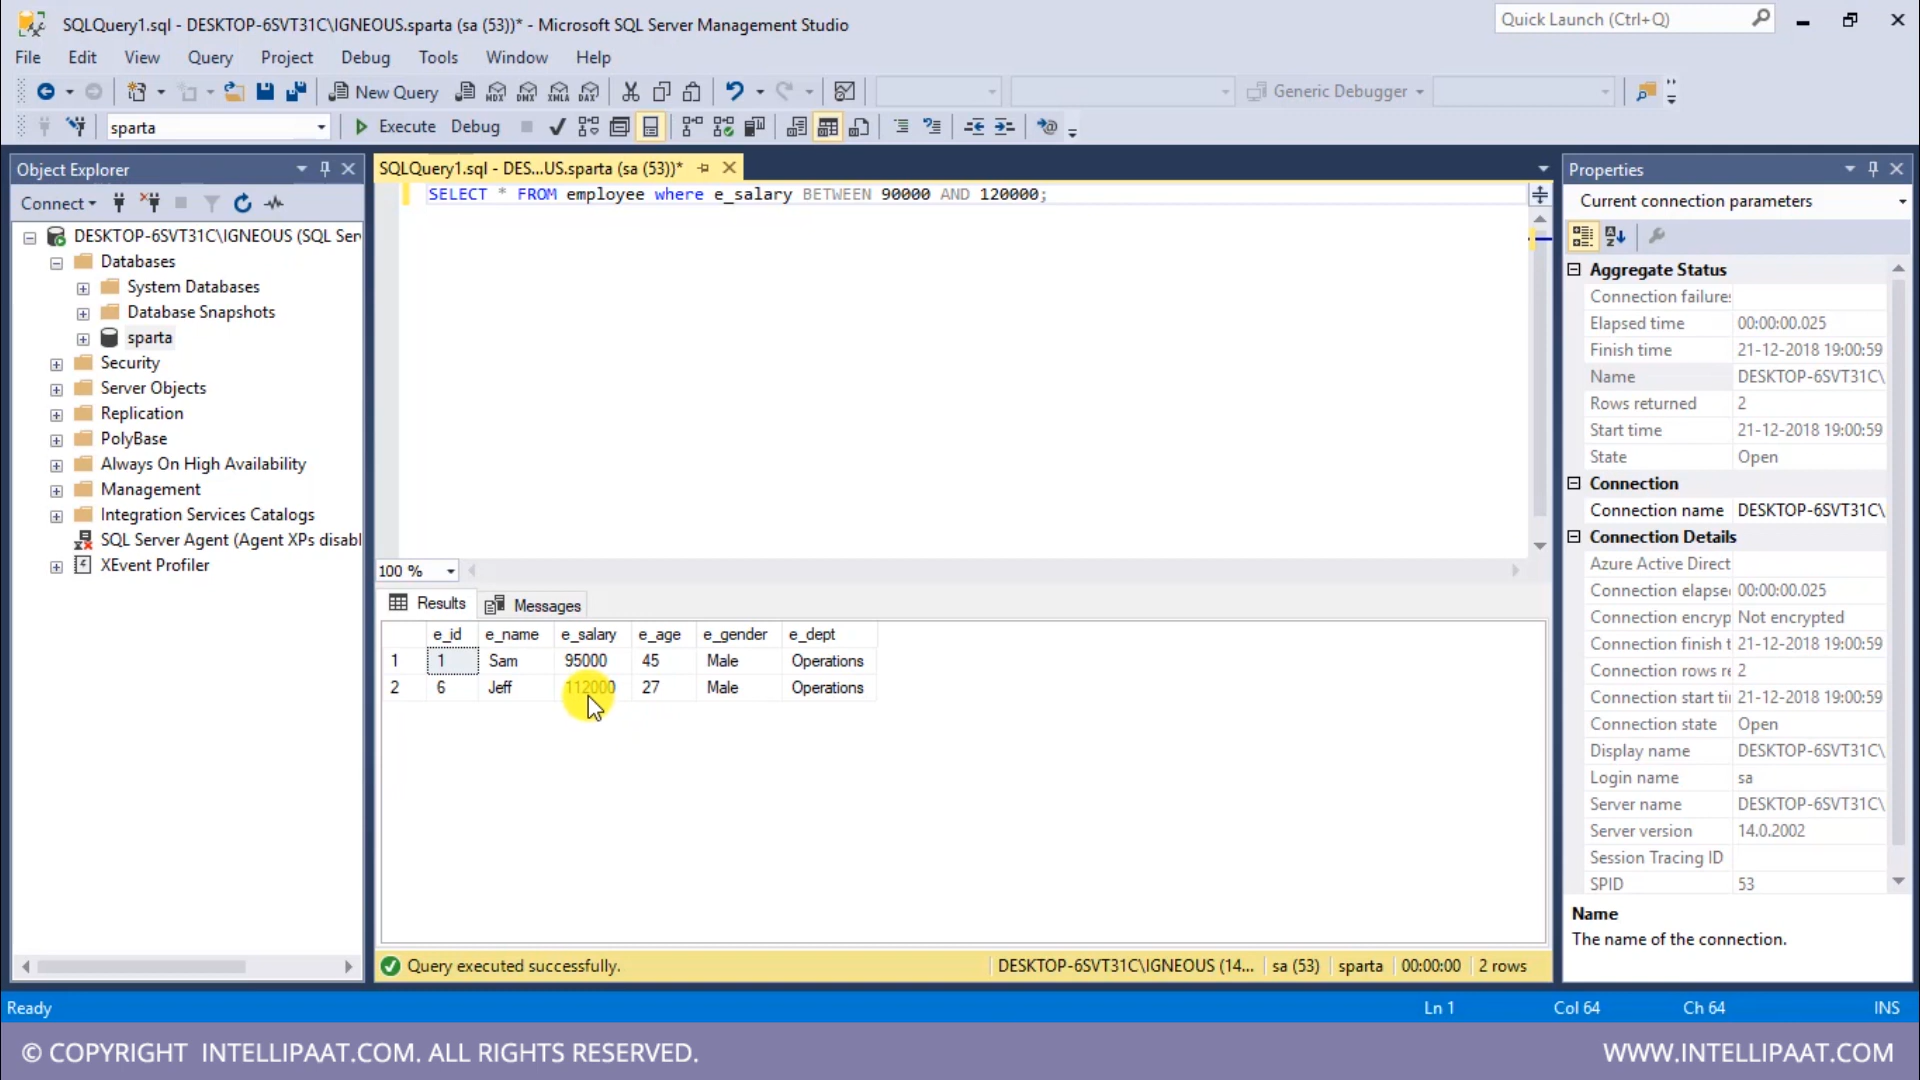 SQLQuery1.sql - DESKTOP-6SVT31C\IGNEOUS.sparta (sa (53))* - Microsoft SQL Server Management Studio
Quick Launch (Ctrl+Q)
File Edit View Query Project Debug Tools Window Help
New Query
MDX DMX XMLA DAX
Generic Debugger
sparta
Execute Debug
Object Explorer
Connect
DESKTOP-6SVT31C\IGNEOUS (SQL Ser
Databases
System Databases
Database Snapshots
sparta
Security
Server Objects
Replication
PolyBase
Always On High Availability
Management
Integration Services Catalogs
SQL Server Agent (Agent XPs disabl
XEvent Profiler
SQLQuery1.sql - DES...US.sparta (sa (53))*
SELECT * FROM employee where e_salary BETWEEN 90000 AND 120000;
100 %
Results Messages
e_id e_name e_salary e_age e_gender e_dept
1 1 Sam 95000 45 Male Operations
2 6 Jeff 112000 27 Male Operations
Query executed successfully.
DESKTOP-6SVT31C\IGNEOUS (14... sa (53) sparta 00:00:00 2 rows
Properties
Current connection parameters
Aggregate Status
Connection failures
Elapsed time 00:00:00.025
Finish time 21-12-2018 19:00:59
Name DESKTOP-6SVT31C\
Rows returned 2
Start time 21-12-2018 19:00:59
State Open
Connection
Connection name DESKTOP-6SVT31C\
Connection Details
Azure Active Direct
Connection elapse 00:00:00.025
Connection encryp Not encrypted
Connection finish t 21-12-2018 19:00:59
Connection rows re 2
Connection start ti 21-12-2018 19:00:59
Connection state Open
Display name DESKTOP-6SVT31C\
Login name sa
Server name DESKTOP-6SVT31C\
Server version 14.0.2002
Session Tracing ID
SPID 53
Name
The name of the connection.
Ready
Ln 1 Col 64 Ch 64 INS
© COPYRIGHT INTELLIPAAT.COM. ALL RIGHTS RESERVED.
WWW.INTELLIPAAT.COM